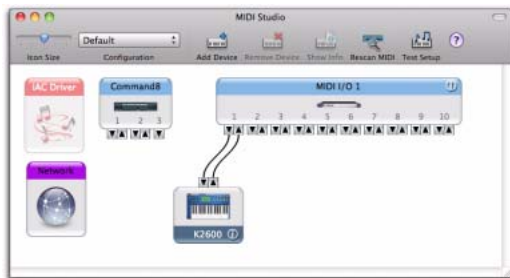 MIDI Studio
Default
Icon Size Configuration Add Device Remove Device Show Info Rescan MIDI Test Setup ?
IAC Driver Command8 MIDI I/O 1
1 2 3 1 2 3 4 5 6 7 8 9 10
Network
K2600